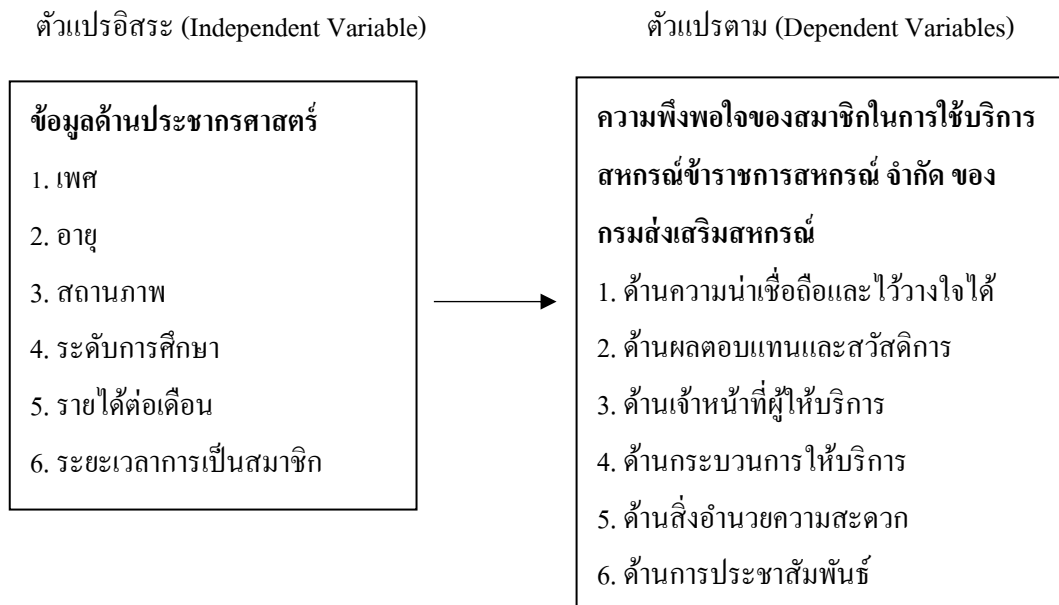 ตัวแปรอิสระ (Independent Variable)
ข้อมูลด้านประชากรศาสตร์
1. เพศ
2. อายุ
3. สถานภาพ
4. ระดับการศึกษา
5. รายได้ต่อเดือน
6. ระยะเวลาการเป็นสมาชิก
ตัวแปรตาม (Dependent Variables)
ความพึงพอใจของสมาชิกในการใช้บริการ
สหกรณ์ข้าราชการสหกรณ์ จำกัด ของ
กรมส่งเสริมสหกรณ์
1. ด้านความน่าเชื่อถือและไว้วางใจได้
2. ด้านผลตอบแทนและสวัสดิการ
3. ด้านเจ้าหน้าที่ผู้ให้บริการ
4. ด้านกระบวนการให้บริการ
5. ด้านสิ่งอำนวยความสะดวก
6. ด้านการประชาสัมพันธ์